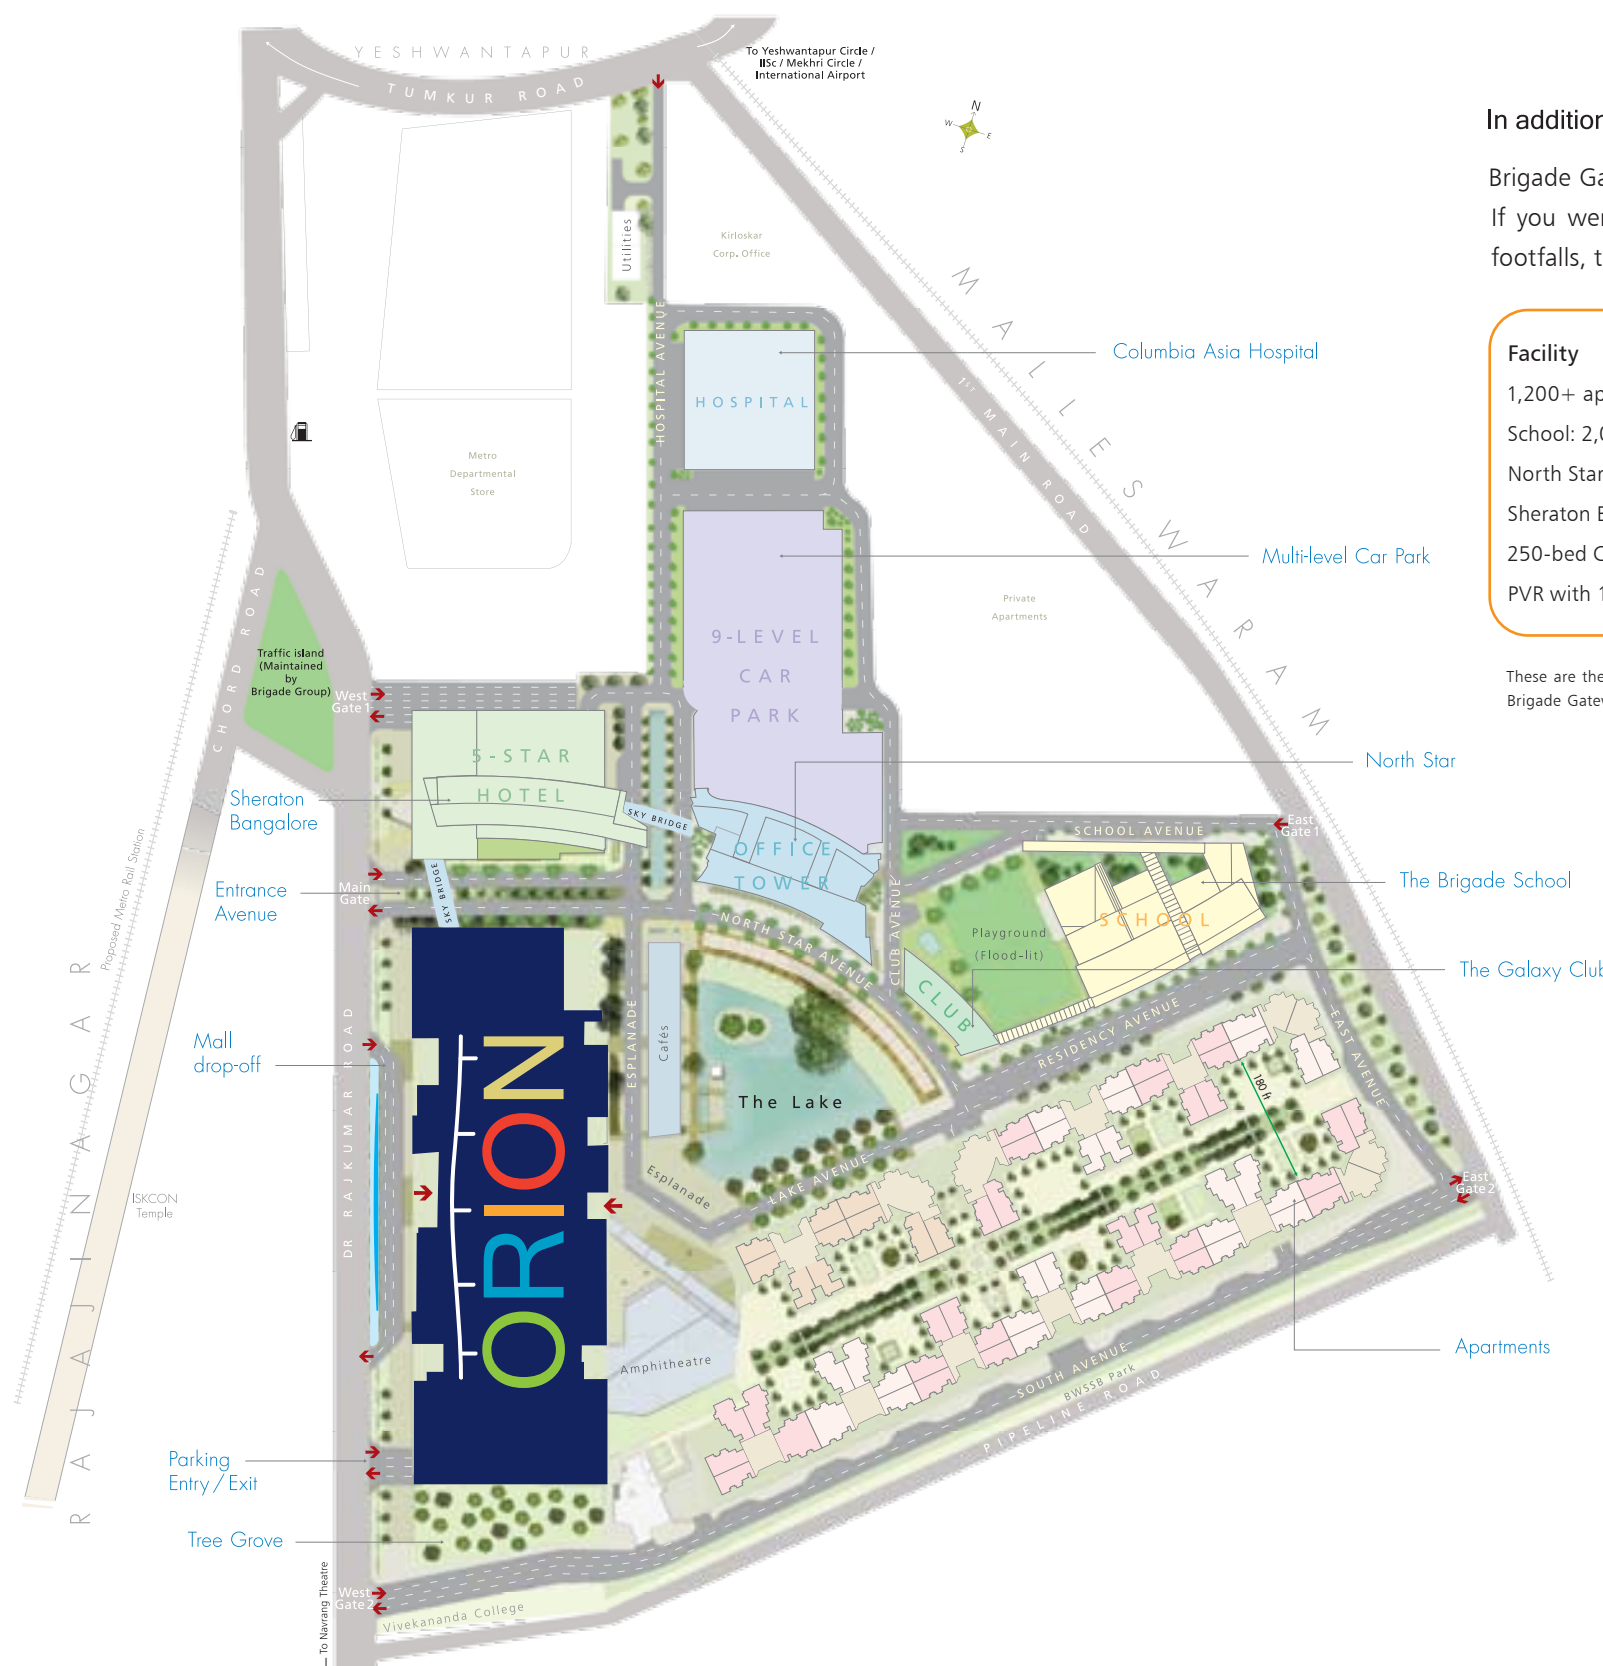 YESHWANTAPUR
TUMKUR ROAD
To Yeshwantapur Circle /
IISc / Mekhri Circle /
International Airport
N
W
E
S
In addition
Brigade Ga
If you wer
footfalls, t
Utilities
Kirloskar
Corp. Office
MALLESWARAM
HOSPITAL AVENUE
Columbia Asia Hospital
HOSPITAL
1ST MAIN ROAD
Facility
1,200+ ap
School: 2,0
North Star
Sheraton B
250-bed C
PVR with 1
Metro
Departmental
Store
Multi-level Car Park
Private
Apartments
9-LEVEL
CAR
PARK
CHORD ROAD
Traffic island
(Maintained
by
Brigade Group)
West
Gate 1
These are the
Brigade Gatew
5-STAR
HOTEL
North Star
Sheraton
Bangalore
SKY BRIDGE
East
Gate 1
SCHOOL AVENUE
OFFICE
TOWER
Proposed Metro Rail Station
Entrance
Avenue
Main
Gate
SKY BRIDGE
The Brigade School
SCHOOL
NORTH STAR AVENUE
CLUB AVENUE
Playground
(Flood-lit)
The Galaxy Club
CLUB
RAJAJINAGAR
DR RAJKUMAR ROAD
Mall
drop-off
ORION
ESPLANADE
Cafés
RESIDENCY AVENUE
EAST AVENUE
180 ft
The Lake
Esplanade
LAKE AVENUE
East
Gate 2
ISKCON
Temple
Amphitheatre
Apartments
SOUTH AVENUE
BWSSB Park
PIPELINE ROAD
Parking
Entry / Exit
Tree Grove
West
Gate 2
To Navrang Theatre
Vivekananda College